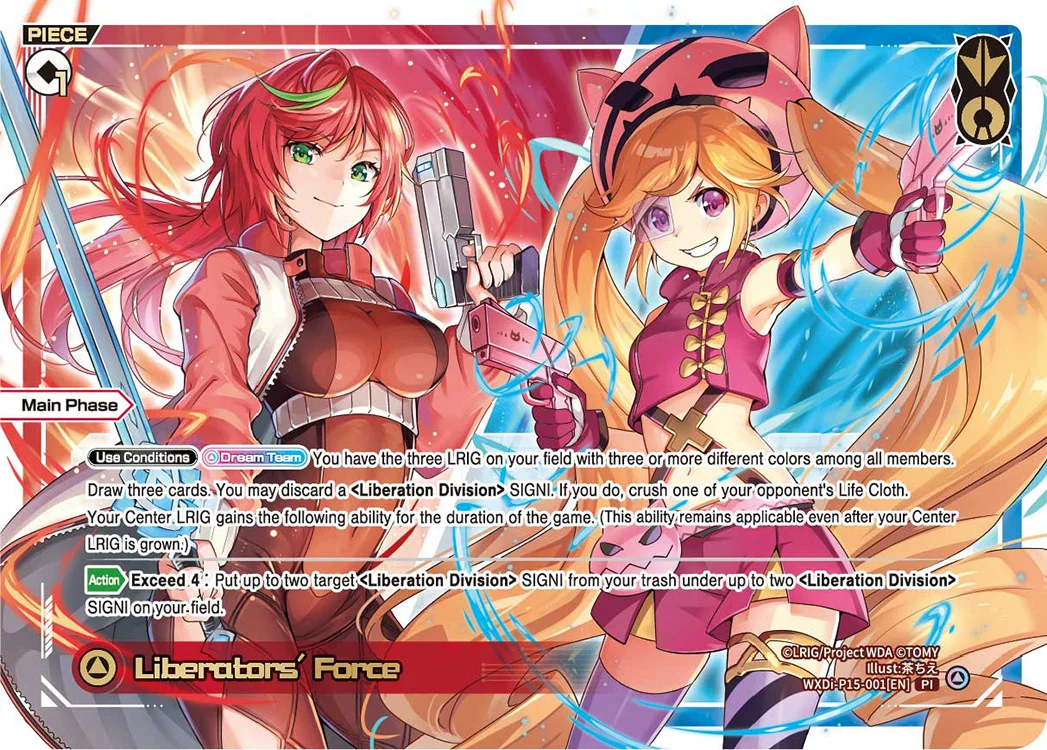 PIECE
1
Main Phase
Use Conditions Dream Team You have the three LRIG on your field with three or more different colors among all members.
Draw three cards. You may discard a <Liberation Division> SIGNI. If you do, crush one of your opponent's Life Cloth.
Your Center LRIG gains the following ability for the duration of the game. (This ability remains applicable even after your Center
LRIG is grown.)
Action Exceed 4 : Put up to two target <Liberation Division> SIGNI from your trash under up to two <Liberation Division>
SIGNI on your field.
Liberators' Force
©LRIG/Project WDA ©TOMY
Illust:茶ちえ
WXDi-P15-001[EN] PI